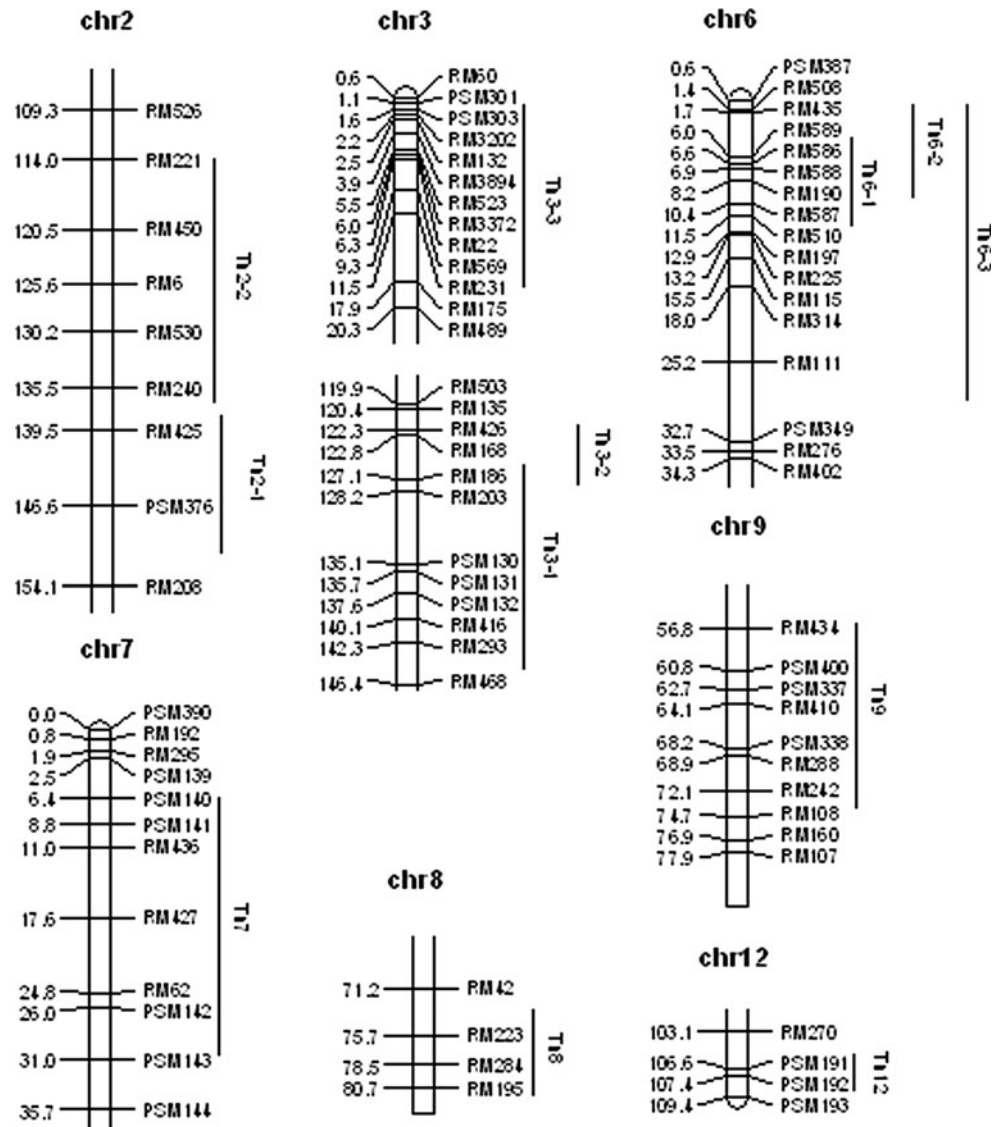 chr2
109.3 RM526
114.0 RM221
120.5 RM450
125.6 RM6
130.2 RM530
135.5 RM240
139.5 RM425
146.6 PSM376
154.1 RM208
Tn2-2
Tn2-1
chr3
0.6 RM60
1.1 PSM301
1.6 PSM303
2.2 RM3202
2.5 RM132
3.9 RM3894
5.5 RM523
6.0 RM3372
6.3 RM22
9.3 RM569
11.5 RM231
17.9 RM175
20.3 RM489
Tn3-3
119.9 RM503
120.4 RM135
122.3 RM426
122.8 RM168
127.1 RM186
128.2 RM203
135.1 PSM130
135.7 PSM131
137.6 PSM132
140.1 RM416
142.3 RM293
146.4 RM468
Tn3-2
Tn3-1
chr6
0.6 PSM387
1.4 RM508
1.7 RM435
6.0 RM589
6.6 RM586
6.9 RM588
8.2 RM190
10.4 RM587
11.5 RM510
12.9 RM197
13.2 RM225
15.5 RM115
18.0 RM314
25.2 RM111
32.7 PSM349
33.5 RM276
34.3 RM402
Tn6-1
Tn6-2
Tn6-3
chr7
0.0 PSM390
0.8 RM192
1.9 RM295
2.5 PSM139
6.4 PSM140
8.8 PSM141
11.0 RM436
17.6 RM427
24.8 RM62
26.0 PSM142
31.0 PSM143
35.7 PSM144
Tn7
chr8
71.2 RM42
75.7 RM223
78.5 RM284
80.7 RM195
Tn8
chr9
56.8 RM434
60.8 PSM400
62.7 PSM337
64.1 RM410
68.2 PSM338
68.9 RM288
72.1 RM242
74.7 RM108
76.9 RM160
77.9 RM107
Tn9
chr12
103.1 RM270
106.6 PSM191
107.4 PSM192
109.4 PSM193
Tn12